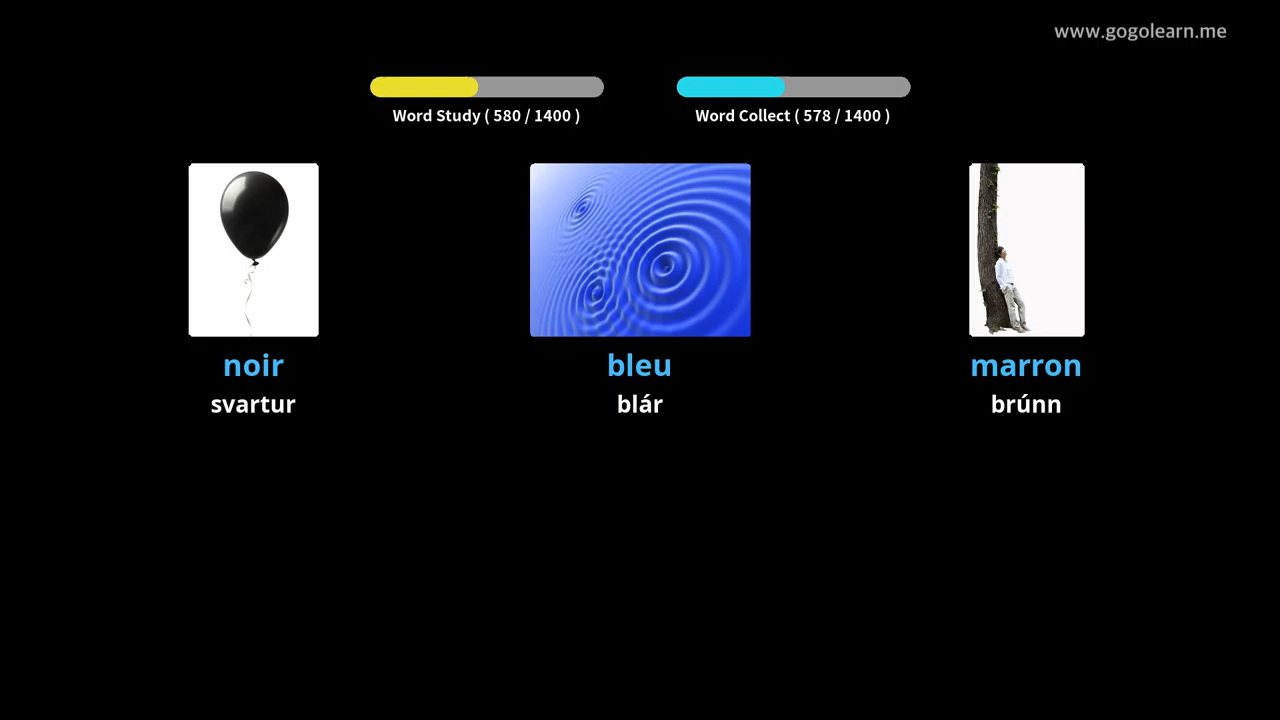 www.gogolearn.me
Word Study ( 580 / 1400 )
Word Collect ( 578 / 1400 )
noir
svartur
bleu
blár
marron
brúnn